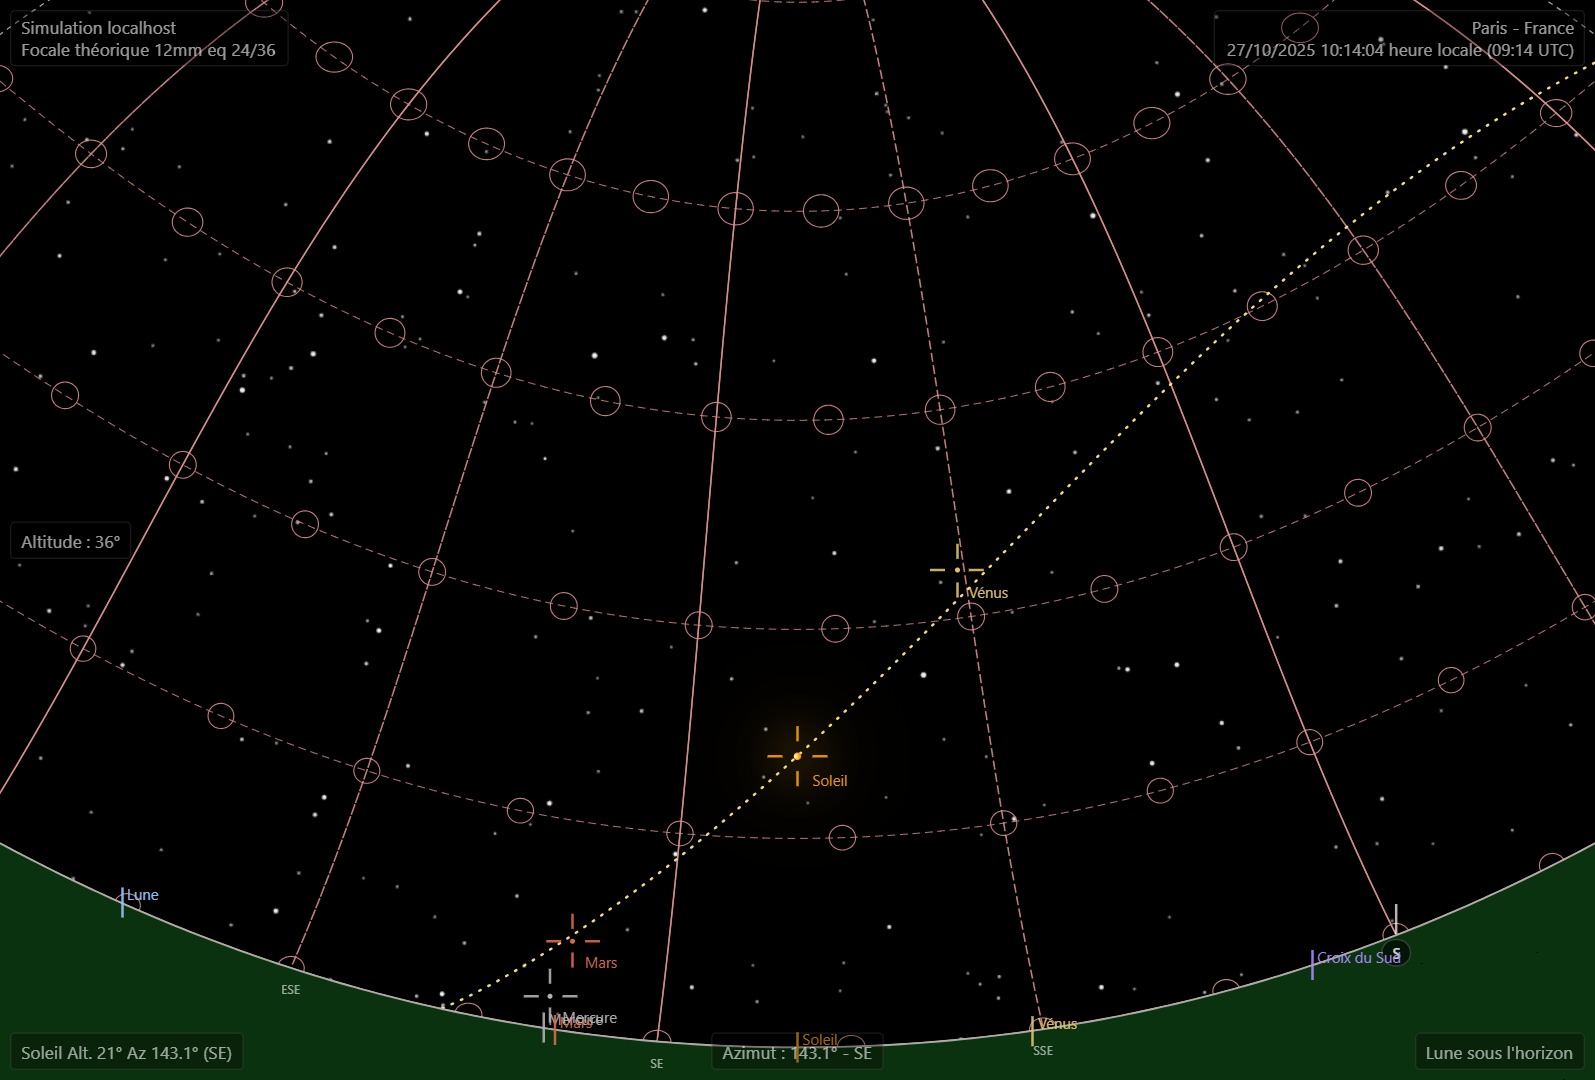 Simulation localhost
Focale théorique 12mm eq 24/36
Paris - France
27/10/2025 10:14:04 heure locale (09:14 UTC)
Altitude : 36°
Vénus
Soleil
Lune
Mars
S
Croix du Sud
ESE
Mercure
Mercure
Mars
Vénus
Soleil
SSE
SE
Soleil Alt. 21° Az 143.1° (SE)
Azimut : 143.1° - SE
Lune sous l'horizon